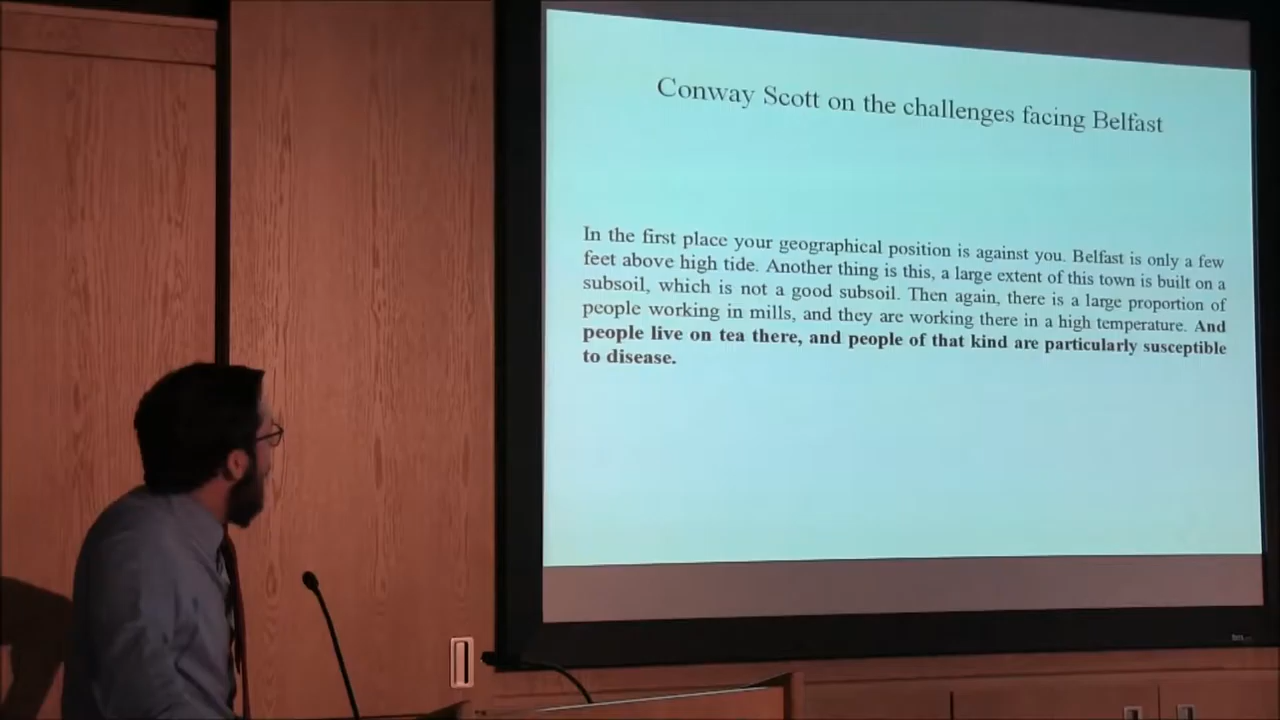 Conway Scott on the challenges facing Belfast
In the first place your geographical position is against you. Belfast is only a few
feet above high tide. Another thing is this, a large extent of this town is built on a
subsoil, which is not a good subsoil. Then again, there is a large proportion of
people working in mills, and they are working there in a high temperature. And
people live on tea there, and people of that kind are particularly susceptible
to disease.